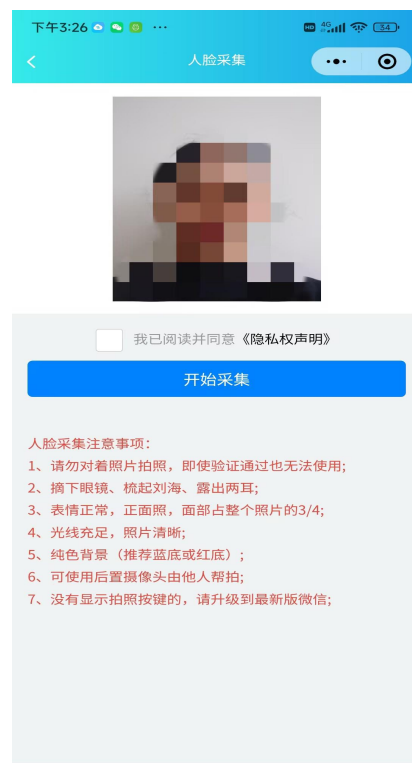 下午3:26 ... HD 4G 34
人脸采集
我已阅读并同意《隐私权声明》
开始采集
人脸采集注意事项：
1、请勿对着照片拍照，即使验证通过也无法使用;
2、摘下眼镜、梳起刘海、露出两耳;
3、表情正常，正面照，面部占整个照片的3/4;
4、光线充足，照片清晰;
5、纯色背景（推荐蓝底或红底）;
6、可使用后置摄像头由他人帮拍;
7、没有显示拍照按键的，请升级到最新版微信;